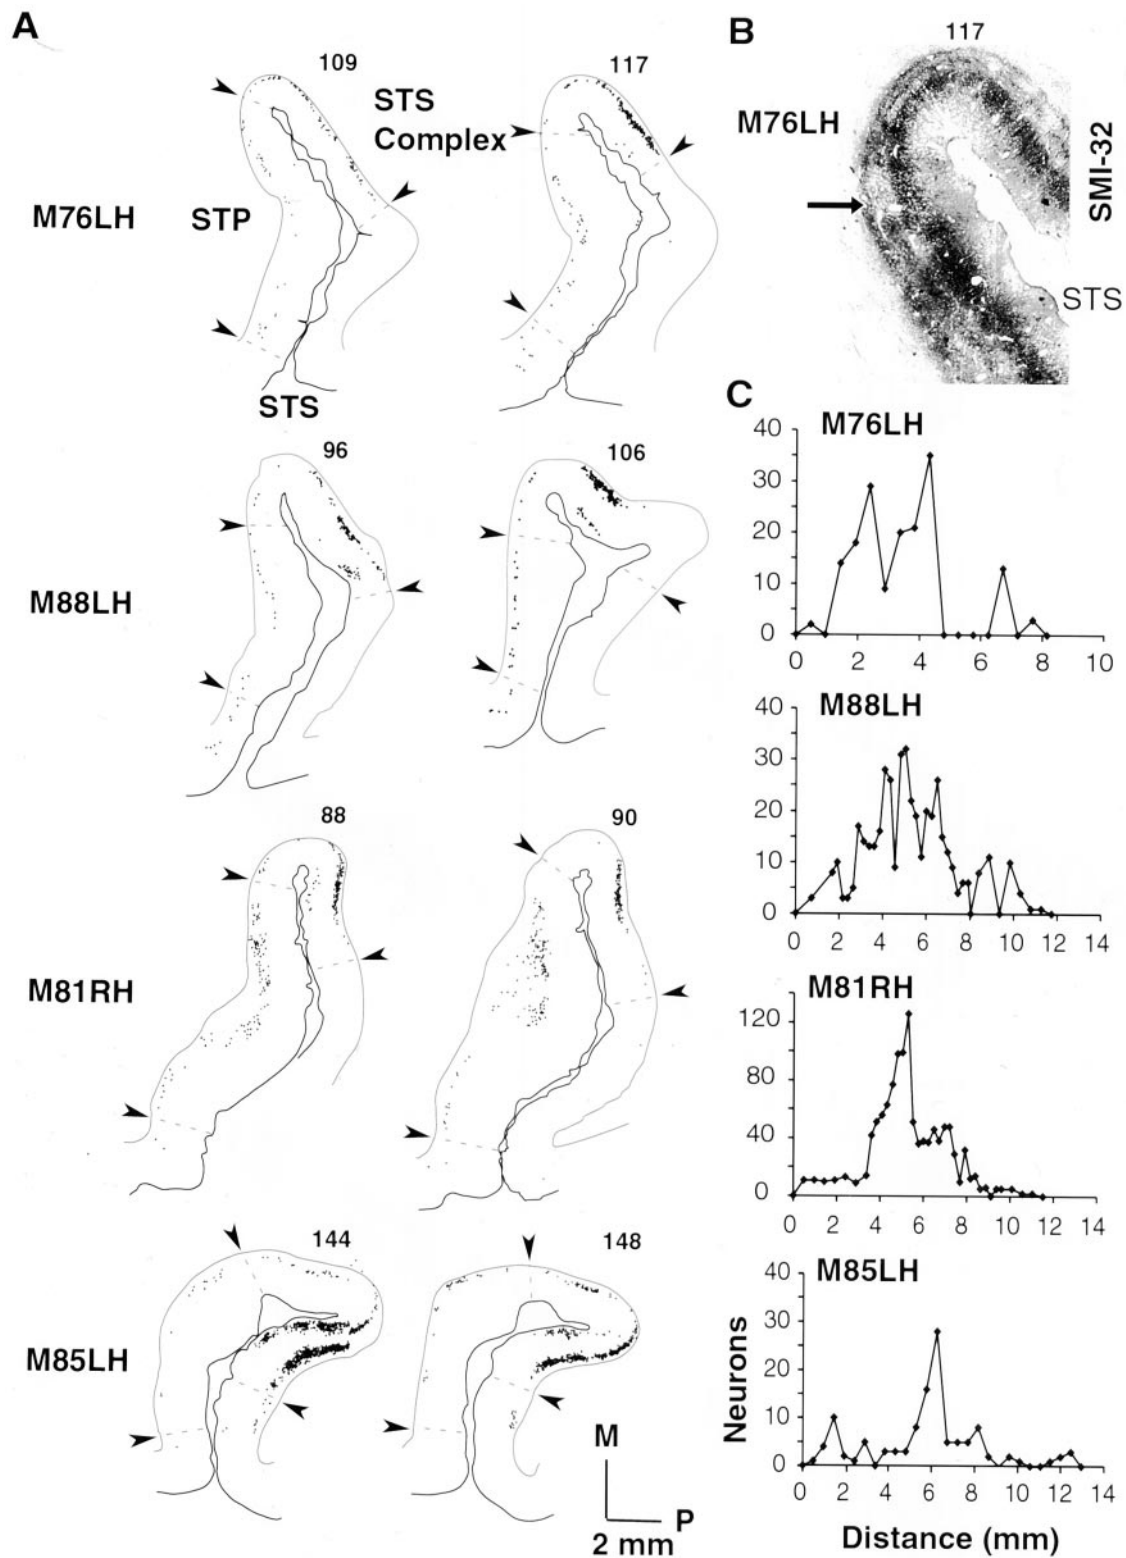 A
109
117
STS
Complex
M76LH
STP
STS
96
106
M88LH
88
90
M81RH
144
148
M85LH
M
P
2 mm
B
117
M76LH
SMI-32
STS
C
M76LH
40
30
20
10
0
0 2 4 6 8 10
M88LH
40
30
20
10
0
0 2 4 6 8 10 12 14
M81RH
120
80
40
0
0 2 4 6 8 10 12 14
M85LH
40
30
20
10
0
0 2 4 6 8 10 12 14
Neurons
Distance (mm)